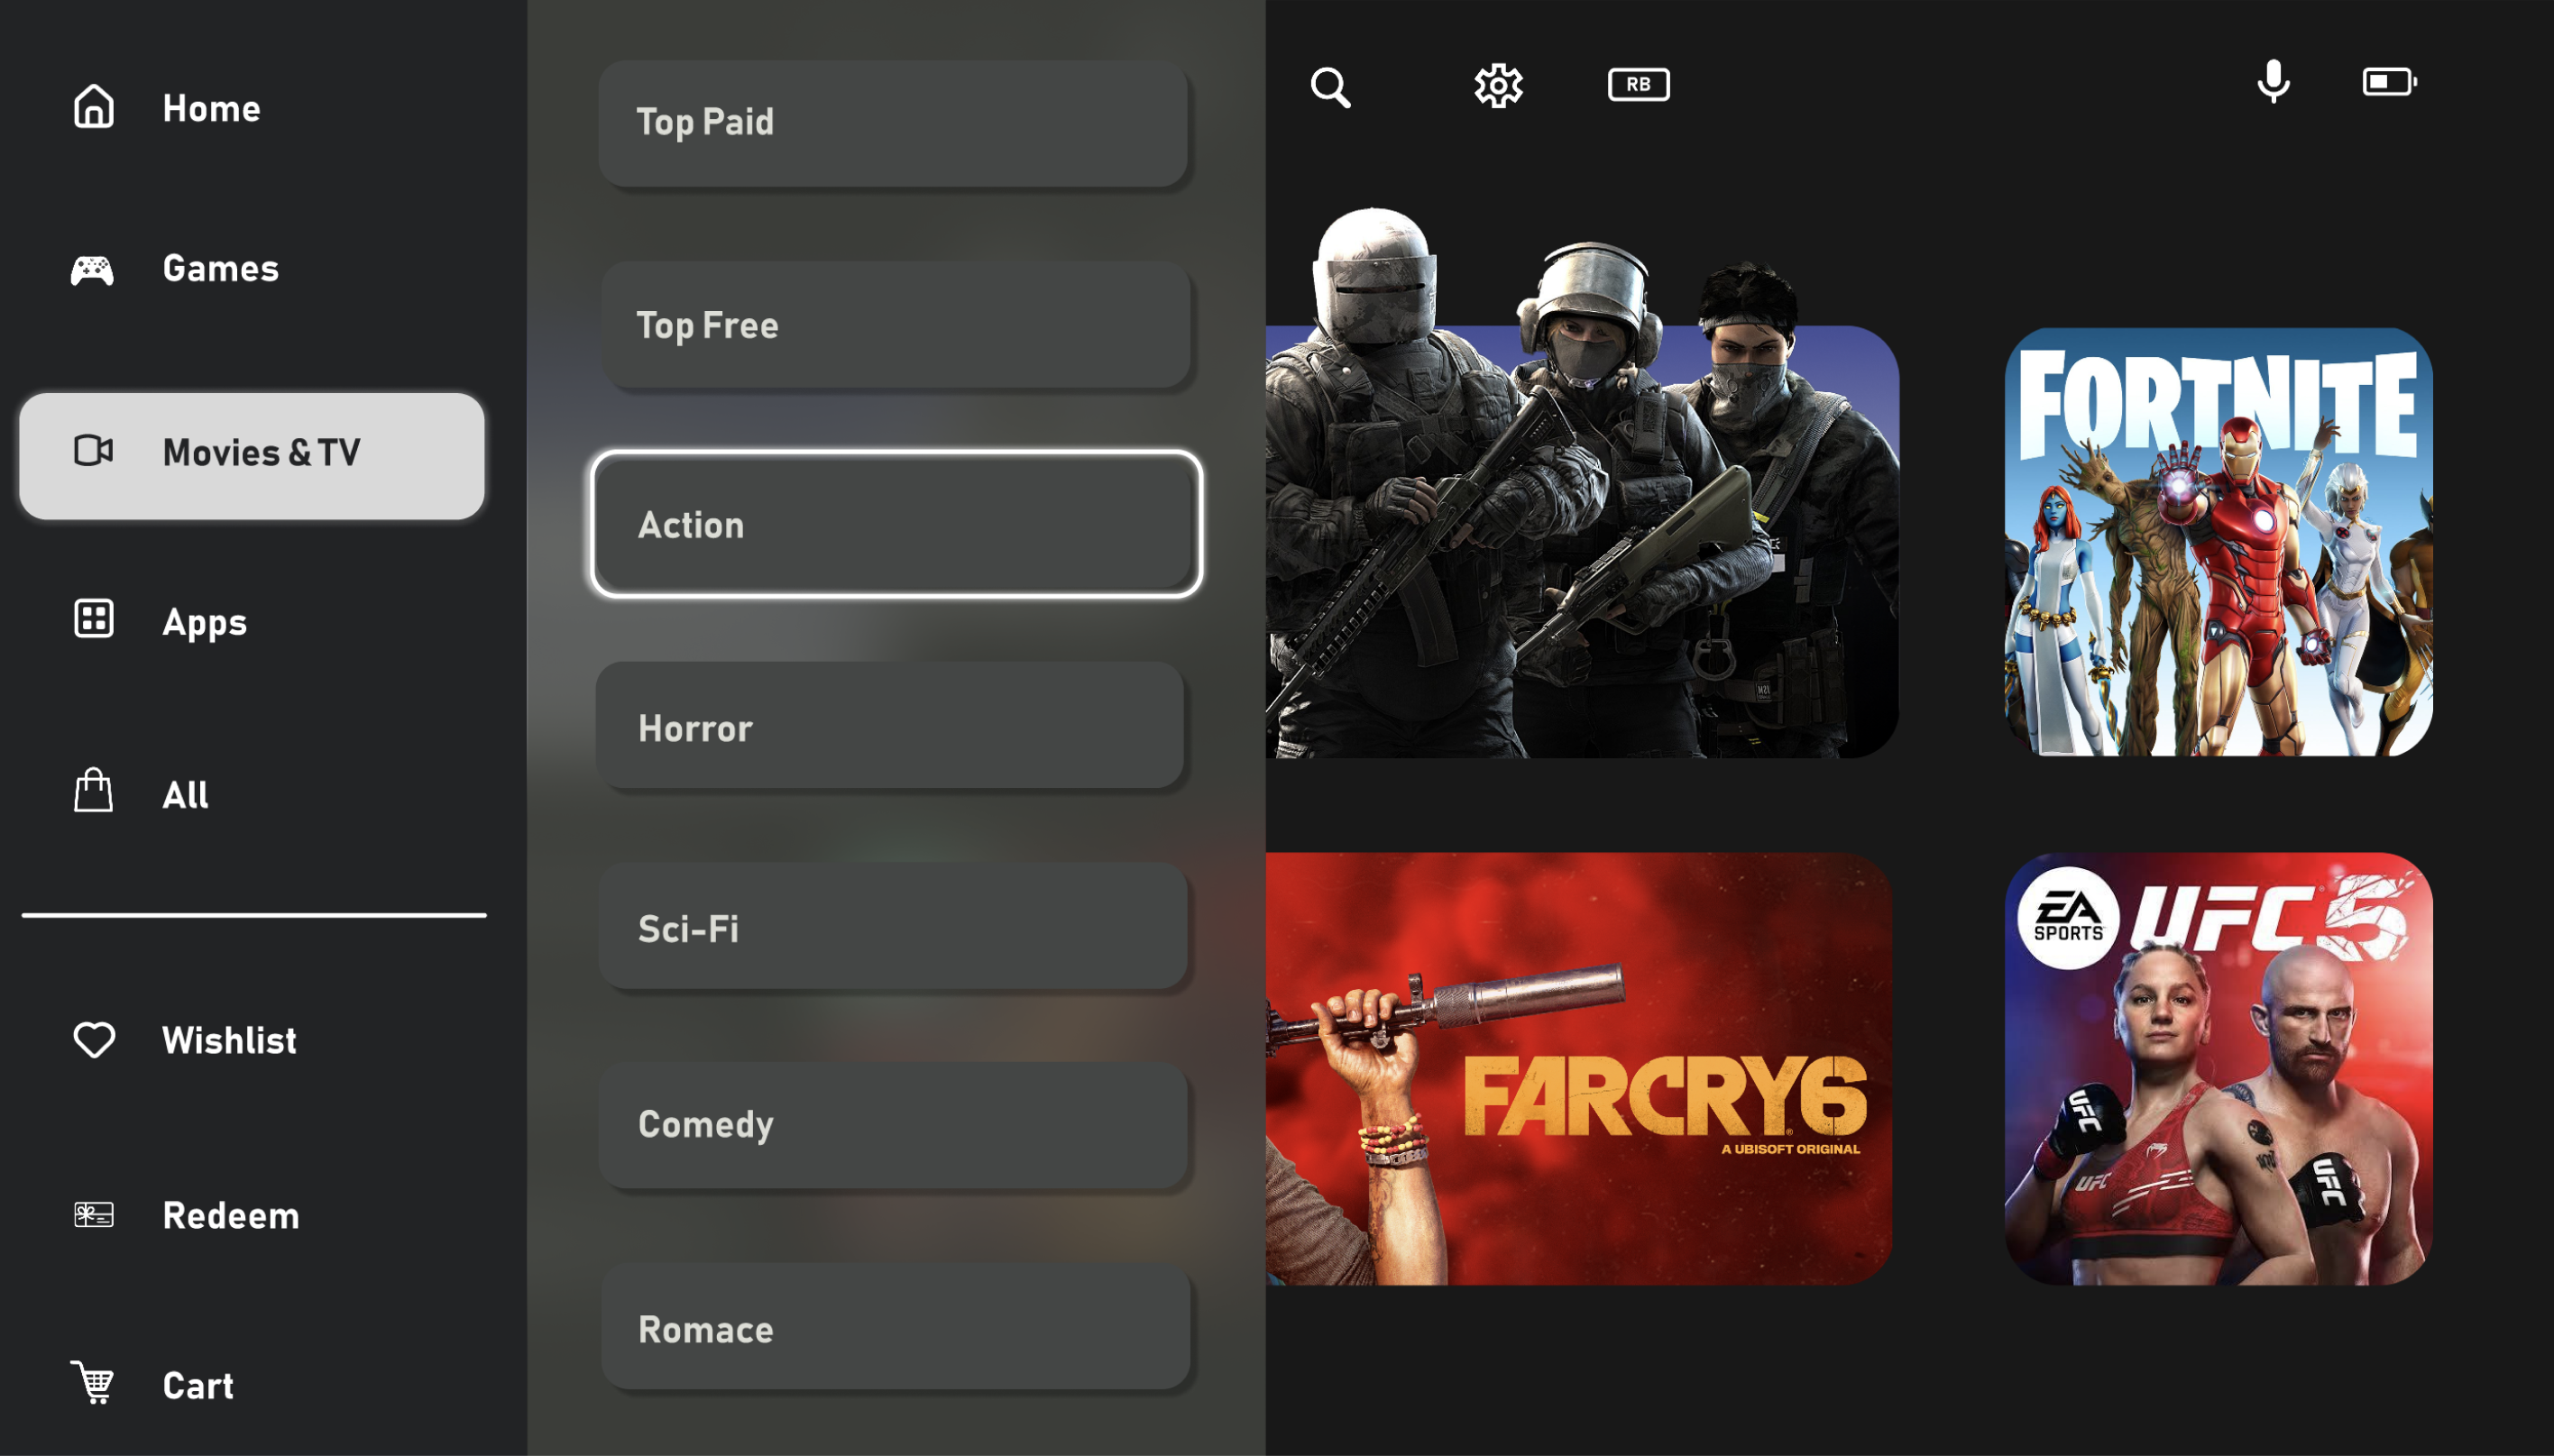 Home
Games
Movies & TV
Apps
All
Wishlist
Redeem
Cart
Top Paid
Top Free
Action
Horror
Sci-Fi
Comedy
Romace
RB
FORTNITE
FARCRY6
A UBISOFT ORIGINAL
EA
SPORTS
UFC 5
UFC
UFC
UFC